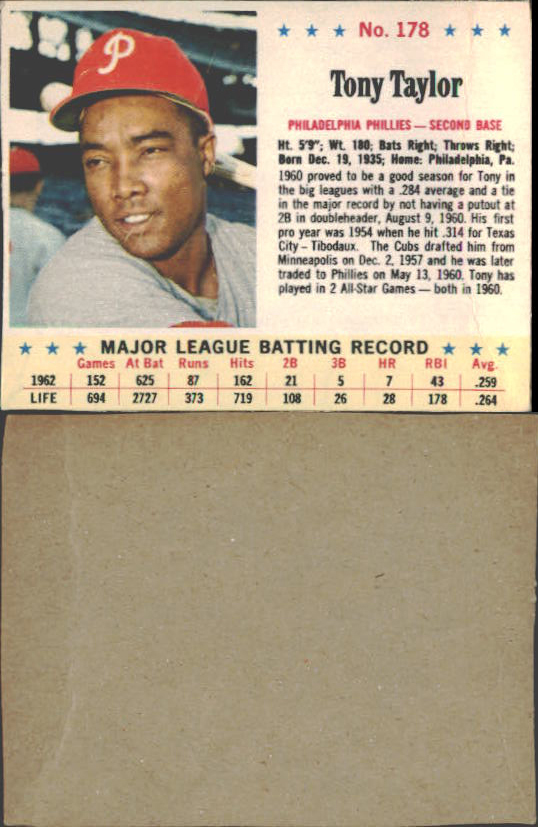 P
★ ★ ★ No. 178 ★ ★ ★
Tony Taylor
PHILADELPHIA PHILLIES — SECOND BASE
Ht. 5'9"; Wt. 180; Bats Right; Throws Right;
Born Dec. 19, 1935; Home: Philadelphia, Pa.
1960 proved to be a good season for Tony in
the big leagues with a .284 average and a tie
in the major record by not having a putout at
2B in doubleheader, August 9, 1960. His first
pro year was 1954 when he hit .314 for Texas
City – Tibodaux. The Cubs drafted him from
Minneapolis on Dec. 2, 1957 and he was later
traded to Phillies on May 13, 1960. Tony has
played in 2 All-Star Games — both in 1960.
★ ★ ★ MAJOR LEAGUE BATTING RECORD ★ ★ ★
Games At Bat Runs Hits 2B 3B HR RBI Avg.
1962 152 625 87 162 21 5 7 43 .259
LIFE 694 2727 373 719 108 26 28 178 .264